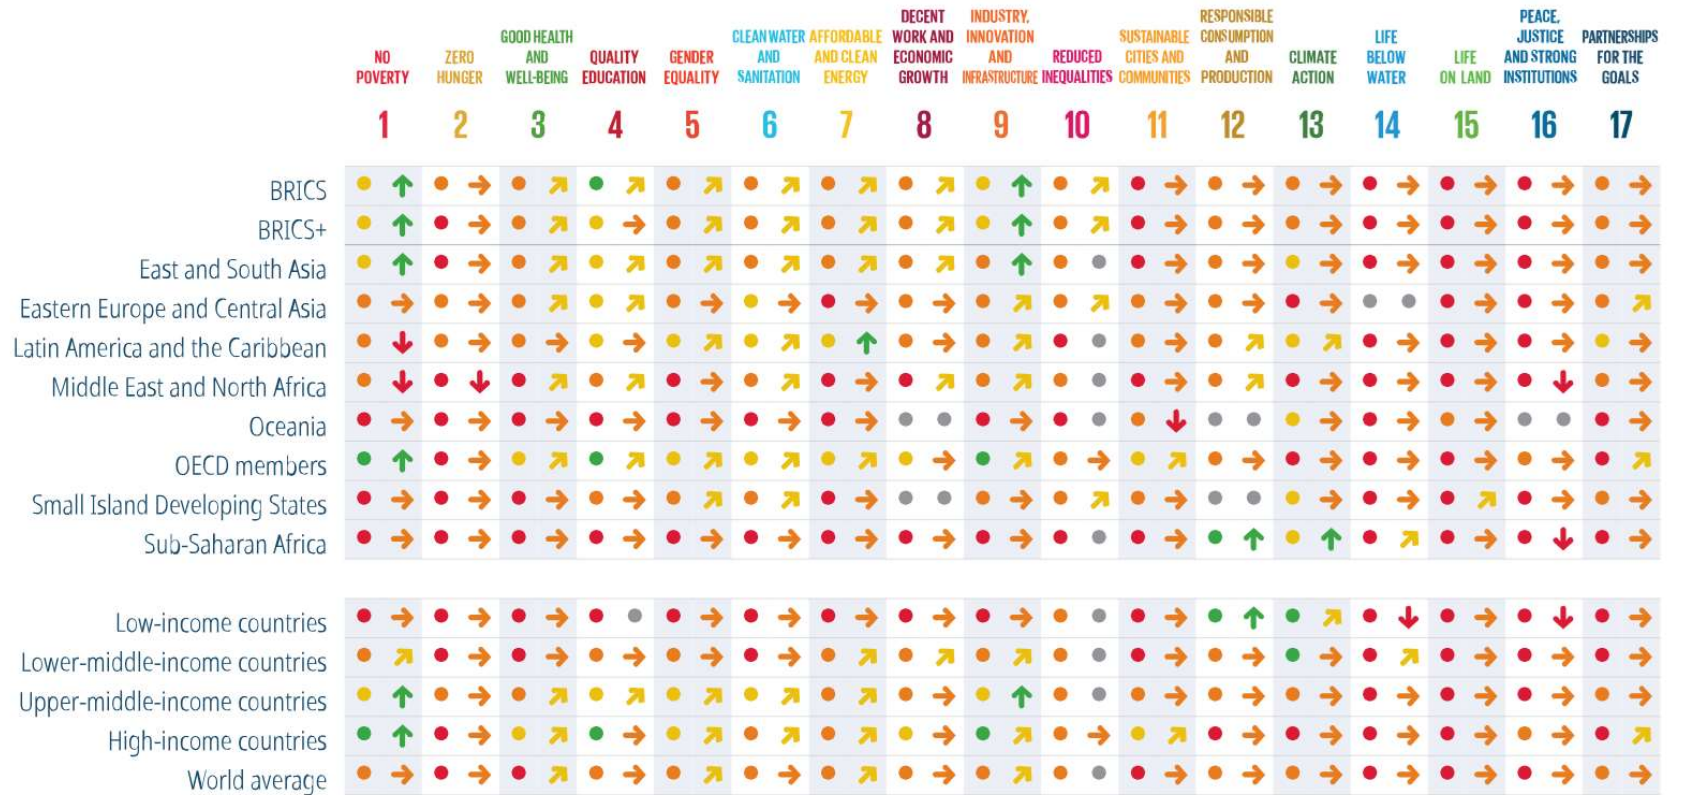 NO
POVERTY
ZERO
HUNGER
GOOD HEALTH
AND
WELL-BEING
QUALITY
EDUCATION
GENDER
EQUALITY
CLEAN WATER
AND
SANITATION
AFFORDABLE
AND CLEAN
ENERGY
DECENT
WORK AND
ECONOMIC
GROWTH
INDUSTRY,
INNOVATION
AND
INFRASTRUCTURE
REDUCED
INEQUALITIES
SUSTAINABLE
CITIES AND
COMMUNITIES
RESPONSIBLE
CONSUMPTION
AND
PRODUCTION
CLIMATE
ACTION
LIFE
BELOW
WATER
LIFE
ON LAND
PEACE,
JUSTICE
AND STRONG
INSTITUTIONS
PARTNERSHIPS
FOR THE
GOALS
1 2 3 4 5 6 7 8 9 10 11 12 13 14 15 16 17
BRICS
BRICS+
East and South Asia
Eastern Europe and Central Asia
Latin America and the Caribbean
Middle East and North Africa
Oceania
OECD members
Small Island Developing States
Sub-Saharan Africa
Low-income countries
Lower-middle-income countries
Upper-middle-income countries
High-income countries
World average